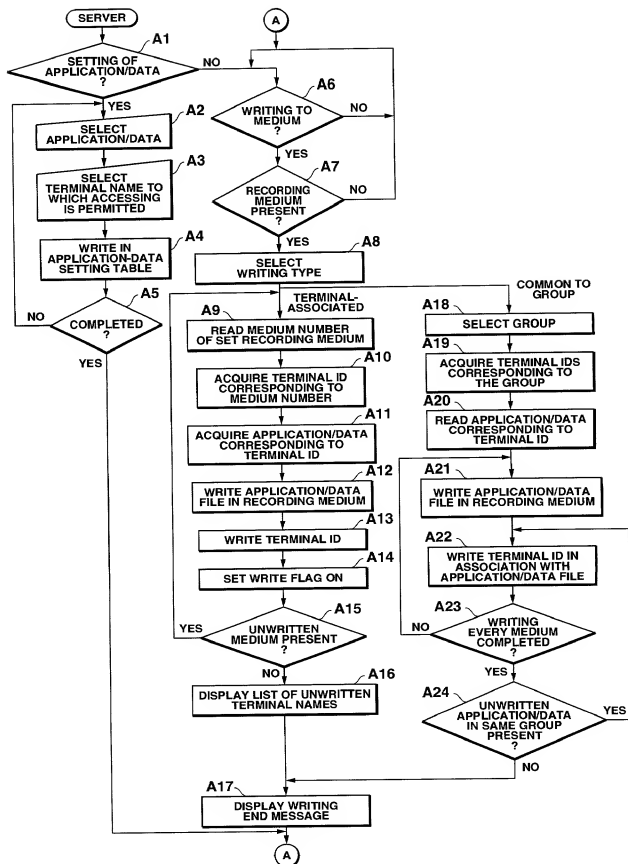 SERVER
A1
SETTING OF
APPLICATION/DATA
?
NO
YES
A2
SELECT
APPLICATION/DATA
A3
SELECT
TERMINAL NAME TO
WHICH ACCESSING
IS PERMITTED
A4
WRITE IN
APPLICATION-DATA
SETTING TABLE
A5
COMPLETED
?
NO
YES
A
A6
WRITING TO
MEDIUM
?
NO
YES
A7
RECORDING
MEDIUM
PRESENT
?
NO
YES
A8
SELECT
WRITING TYPE
TERMINAL-
ASSOCIATED
A9
READ MEDIUM NUMBER
OF SET RECORDING MEDIUM
A10
ACQUIRE TERMINAL ID
CORRESPONDING TO
MEDIUM NUMBER
A11
ACQUIRE APPLICATION/DATA
CORRESPONDING TO
TERMINAL ID
A12
WRITE APPLICATION/DATA
FILE IN RECORDING MEDIUM
A13
WRITE TERMINAL ID
A14
SET WRITE FLAG ON
A15
UNWRITTEN
MEDIUM PRESENT
?
YES
NO
A16
DISPLAY LIST OF UNWRITTEN
TERMINAL NAMES
A17
DISPLAY WRITING
END MESSAGE
A
COMMON TO
GROUP
A18
SELECT GROUP
A19
ACQUIRE TERMINAL IDS
CORRESPONDING TO
THE GROUP
A20
READ APPLICATION/DATA
CORRESPONDING TO
TERMINAL ID
A21
WRITE APPLICATION/DATA
FILE IN RECORDING MEDIUM
A22
WRITE TERMINAL ID IN
ASSOCIATION WITH
APPLICATION/DATA FILE
A23
WRITING
EVERY MEDIUM
COMPLETED
?
NO
YES
A24
UNWRITTEN
APPLICATION/DATA
IN SAME GROUP
PRESENT
?
YES
NO